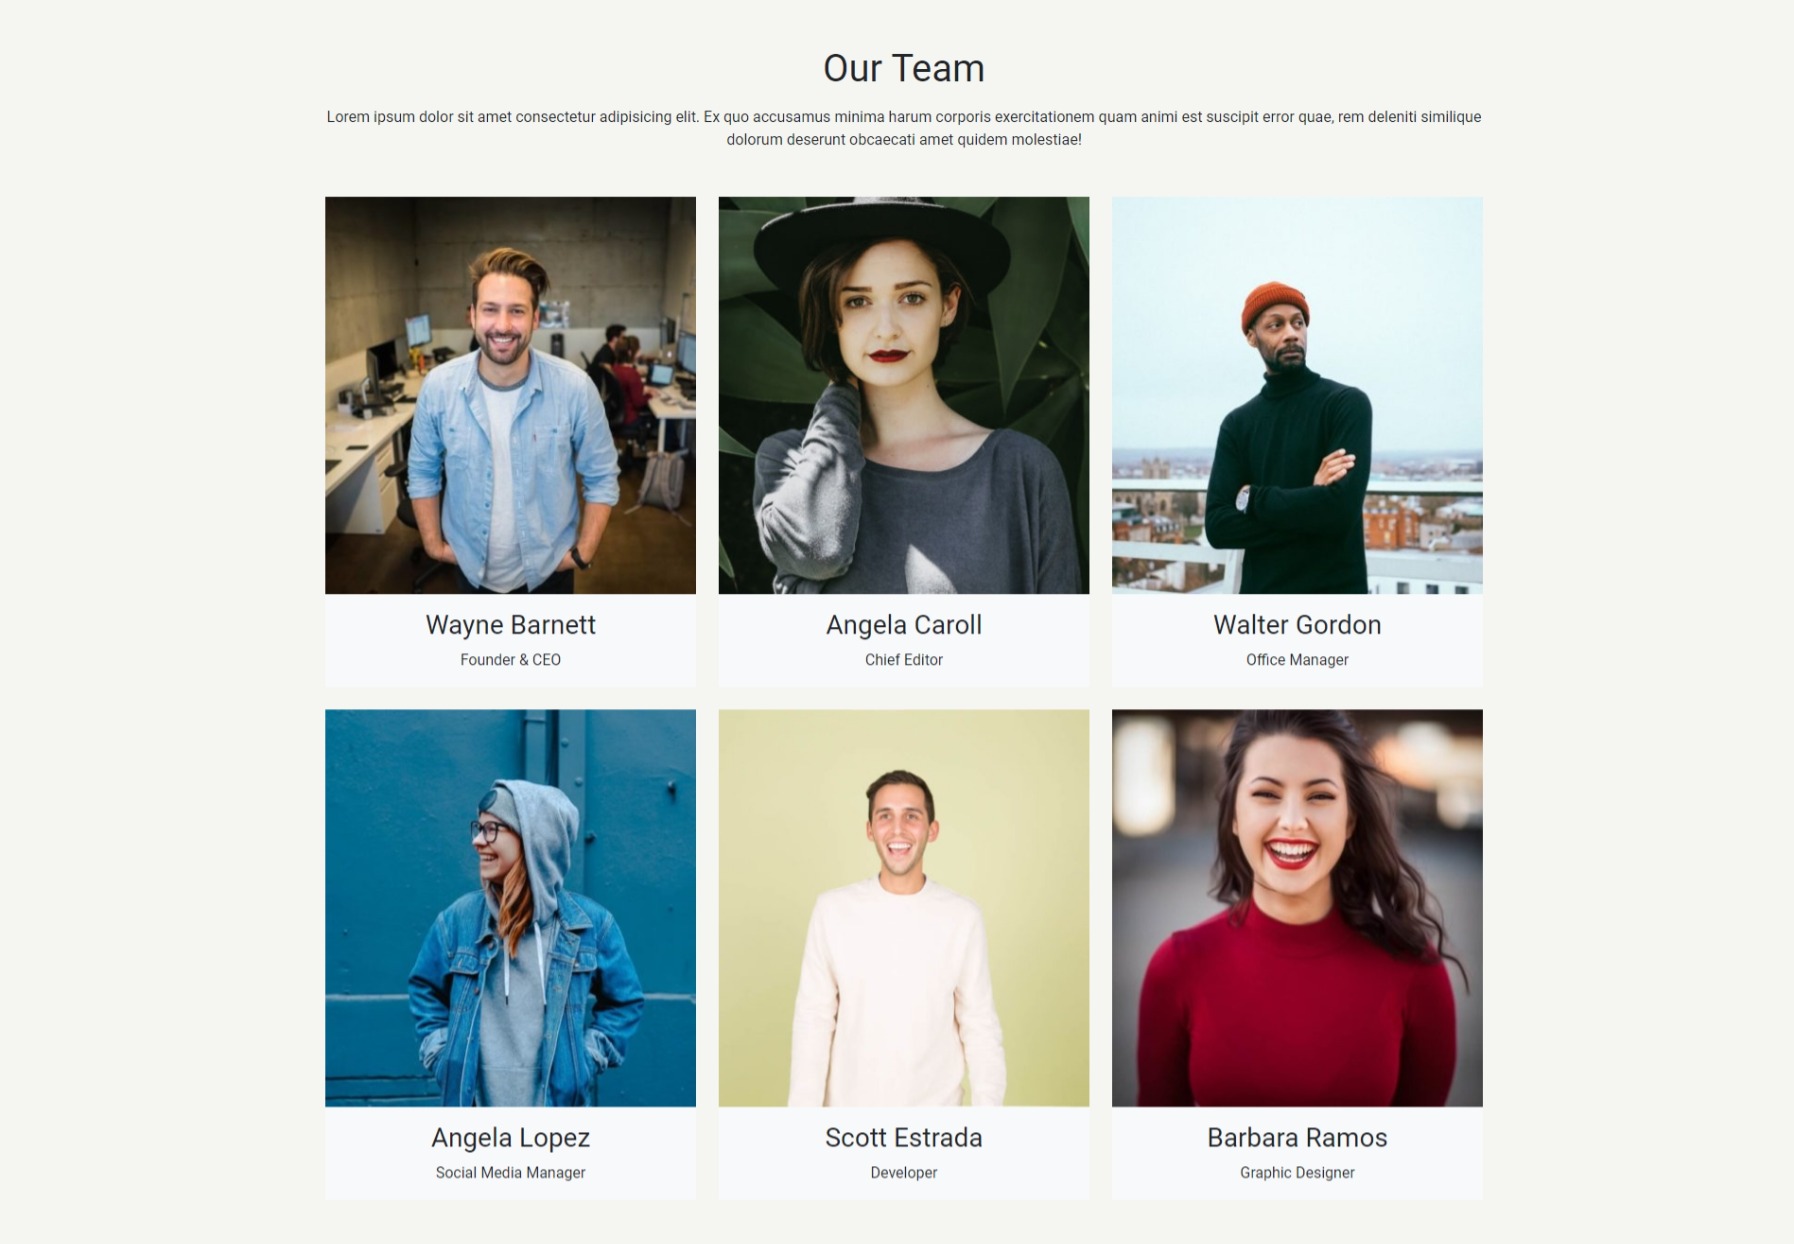 Our Team
Lorem ipsum dolor sit amet consectetur adipisicing elit. Ex quo accusamus minima harum corporis exercitationem quam animi est suscipit error quae, rem deleniti similique
dolorum deserunt obcaecati amet quidem molestiae!
Wayne Barnett
Founder & CEO
Angela Caroll
Chief Editor
Walter Gordon
Office Manager
Angela Lopez
Social Media Manager
Scott Estrada
Developer
Barbara Ramos
Graphic Designer